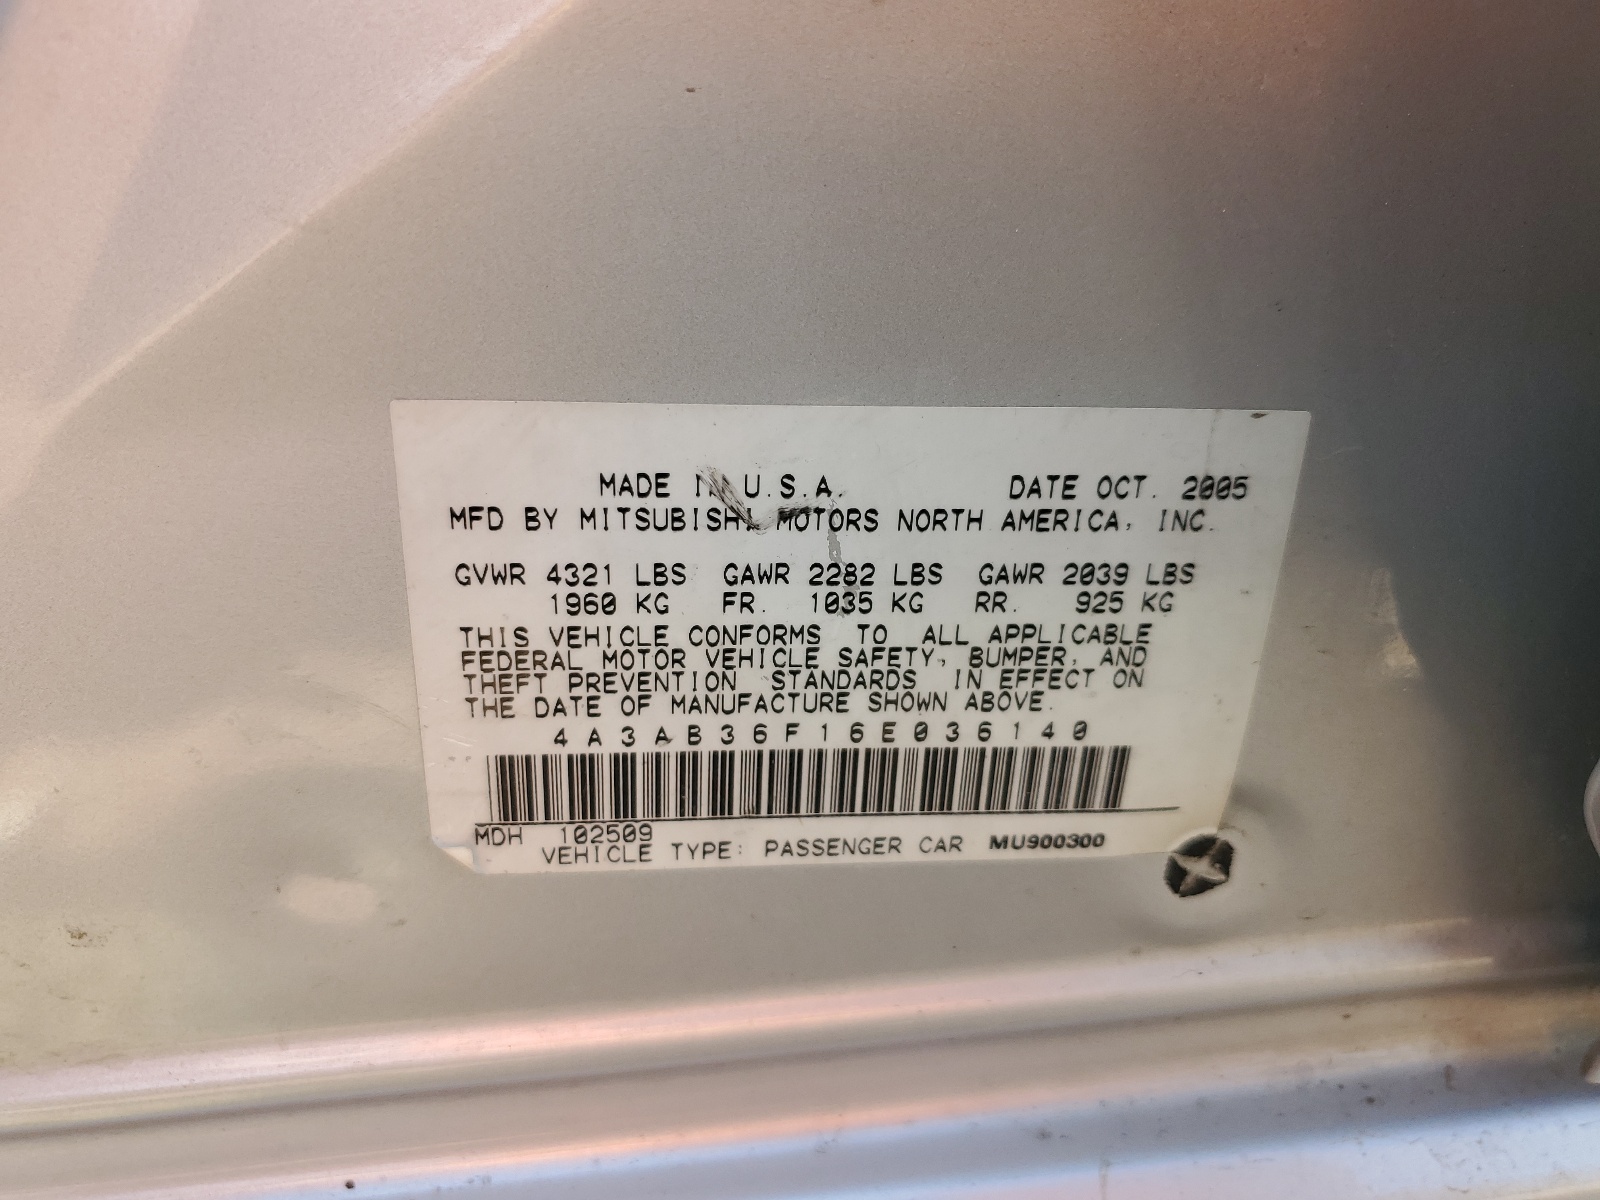 MADE IN U.S.A. DATE OCT. 2005
MFD BY MITSUBISHI MOTORS NORTH AMERICA, INC.
GVWR 4321 LBS GAWR 2282 LBS GAWR 2039 LBS
1960 KG FR. 1035 KG RR. 925 KG
THIS VEHICLE CONFORMS TO ALL APPLICABLE
FEDERAL MOTOR VEHICLE SAFETY, BUMPER, AND
THEFT PREVENTION STANDARDS IN EFFECT ON
THE DATE OF MANUFACTURE SHOWN ABOVE.
4A3AB36F16E036140
MDH 102509
VEHICLE TYPE: PASSENGER CAR MU900300